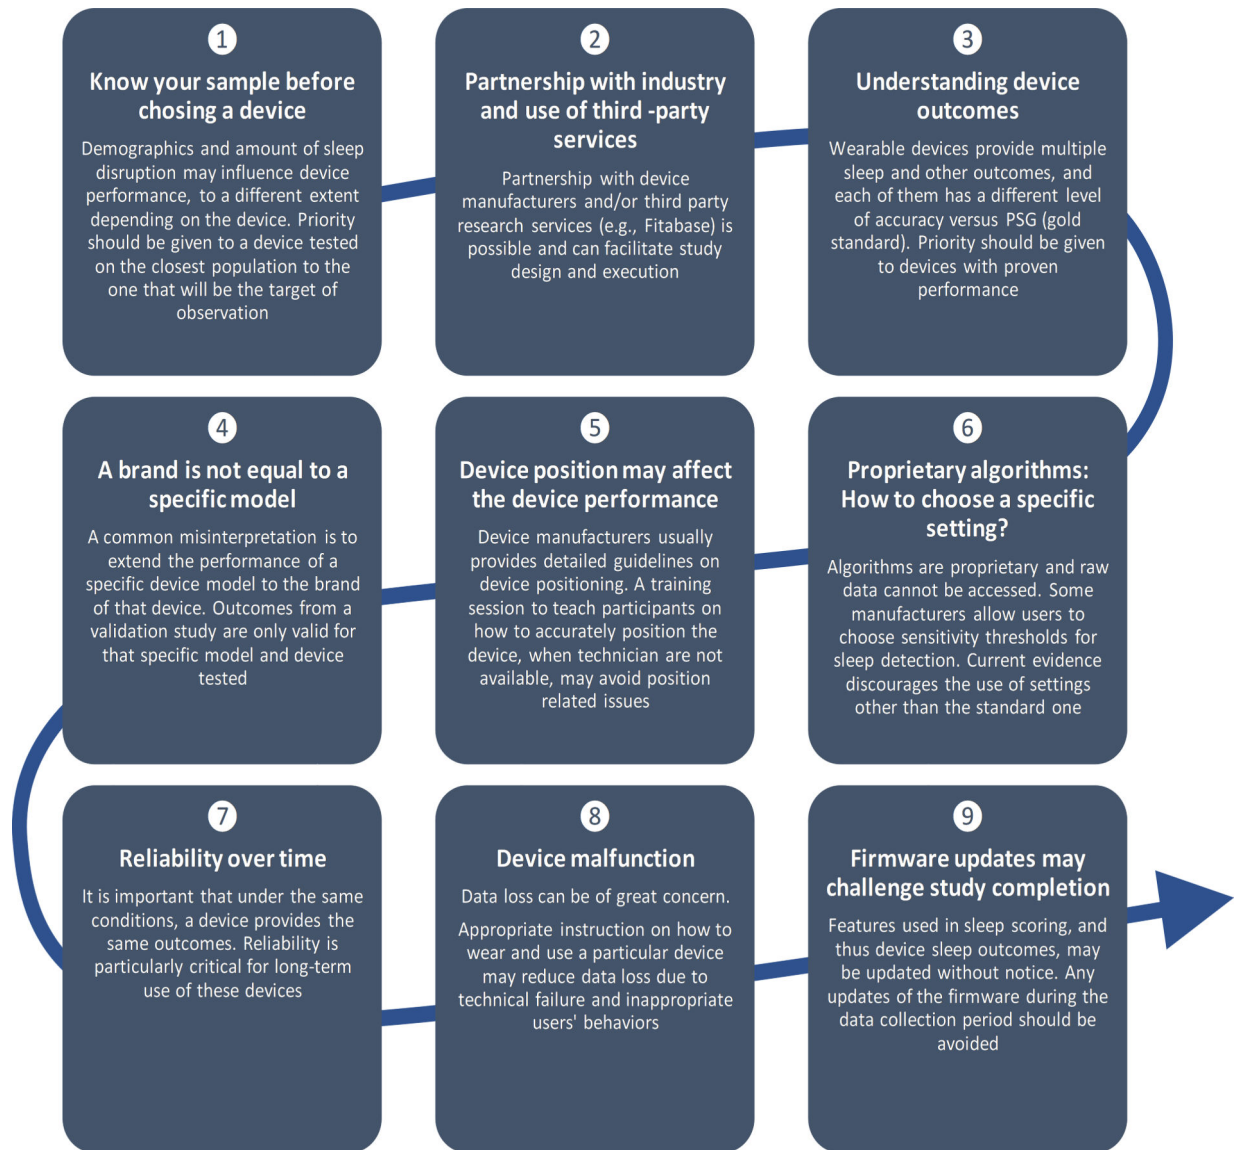 1
Know your sample before
chosing a device
Demographics and amount of sleep
disruption may influence device
performance, to a different extent
depending on the device. Priority
should be given to a device tested
on the closest population to the
one that will be the target of
observation
2
Partnership with industry
and use of third -party
services
Partnership with device
manufacturers and/or third party
research services (e.g., Fitabase) is
possible and can facilitate study
design and execution
3
Understanding device
outcomes
Wearable devices provide multiple
sleep and other outcomes, and
each of them has a different level
of accuracy versus PSG (gold
standard). Priority should be given
to devices with proven
performance
4
A brand is not equal to a
specific model
A common misinterpretation is to
extend the performance of a
specific device model to the brand
of that device. Outcomes from a
validation study are only valid for
that specific model and device
tested
5
Device position may affect
the device performance
Device manufacturers usually
provides detailed guidelines on
device positioning. A training
session to teach participants on
how to accurately position the
device, when technician are not
available, may avoid position
related issues
6
Proprietary algorithms:
How to choose a specific
setting?
Algorithms are proprietary and raw
data cannot be accessed. Some
manufacturers allow users to
choose sensitivity thresholds for
sleep detection. Current evidence
discourages the use of settings
other than the standard one
7
Reliability over time
It is important that under the same
conditions, a device provides the
same outcomes. Reliability is
particularly critical for long-term
use of these devices
8
Device malfunction
Data loss can be of great concern.
Appropriate instruction on how to
wear and use a particular device
may reduce data loss due to
technical failure and inappropriate
users' behaviors
9
Firmware updates may
challenge study completion
Features used in sleep scoring, and
thus device sleep outcomes, may
be updated without notice. Any
updates of the firmware during the
data collection period should be
avoided